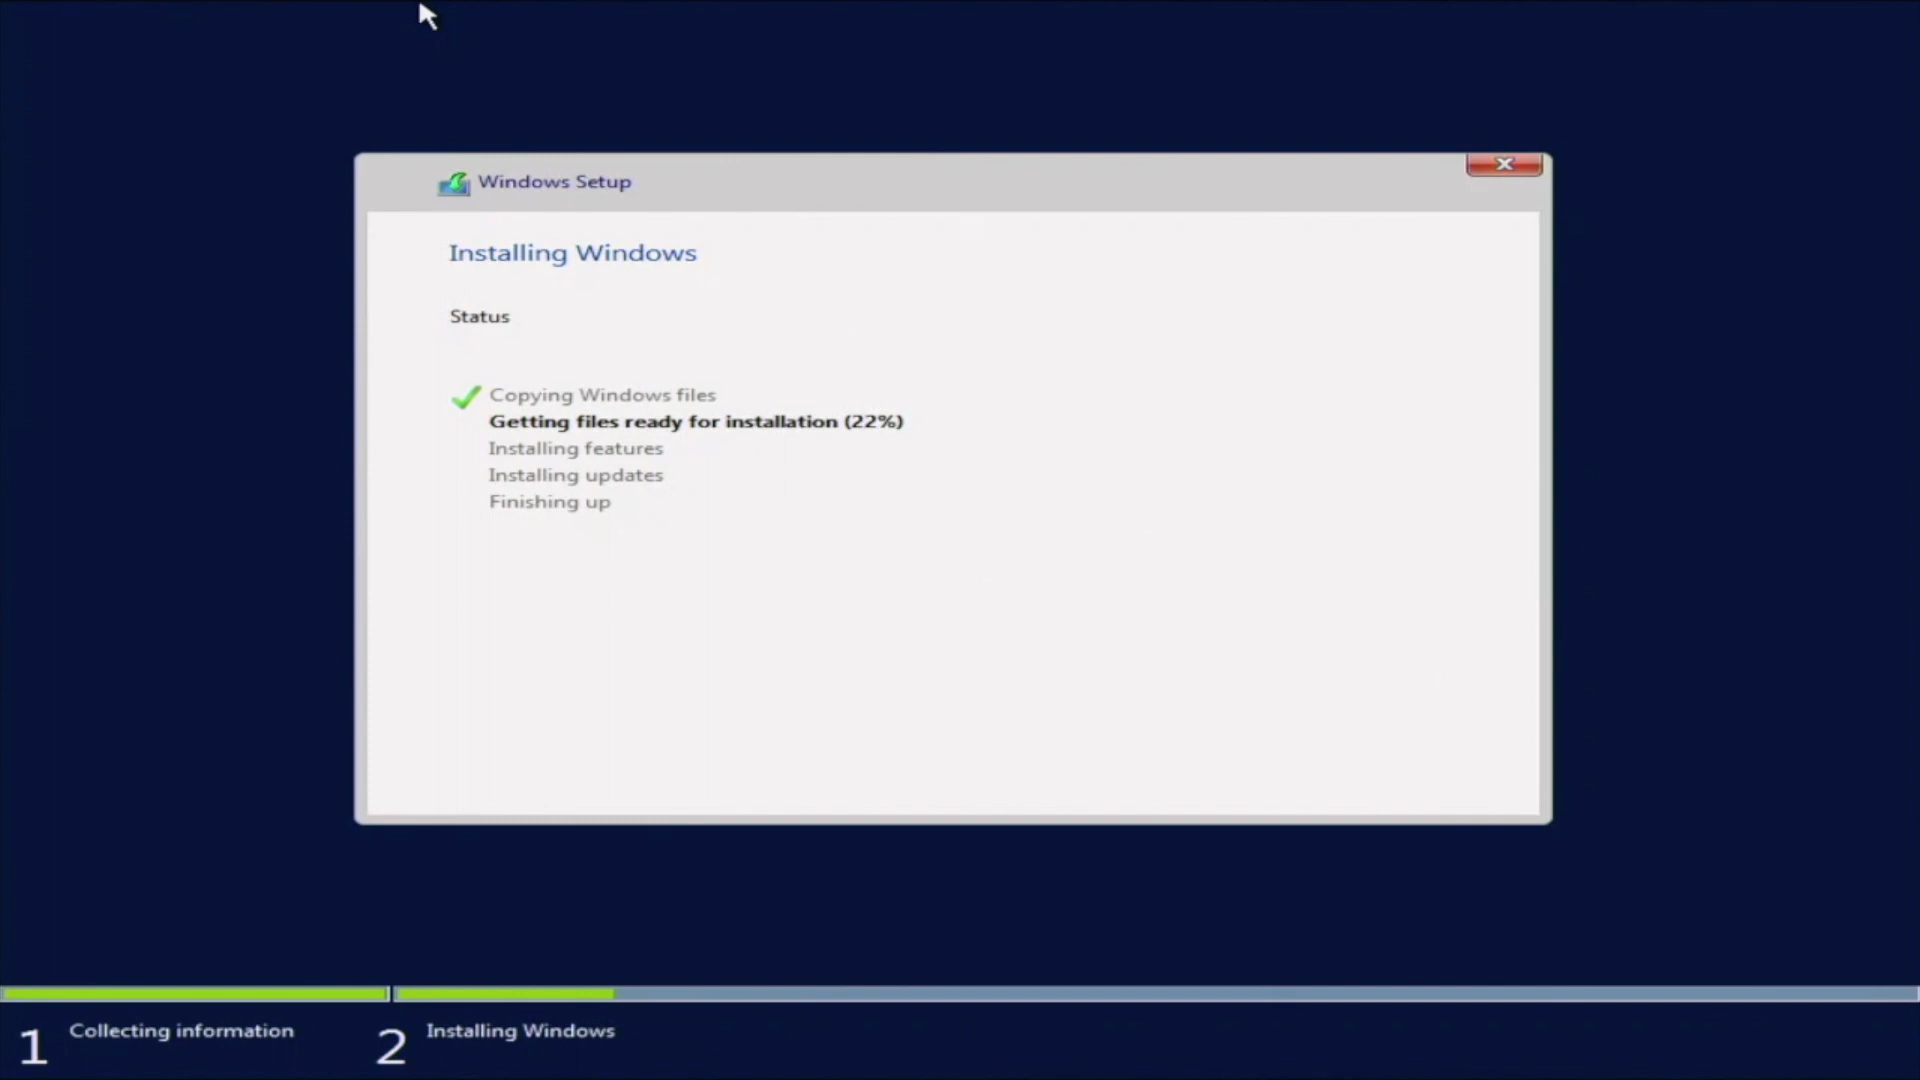 Windows Setup
Installing Windows
Status
Copying Windows files
Getting files ready for installation (22%)
Installing features
Installing updates
Finishing up
1 Collecting information
2 Installing Windows